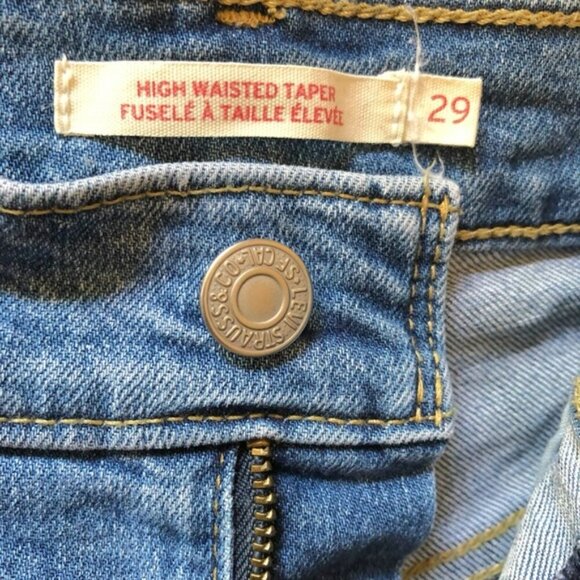 HIGH WAISTED TAPER
FUSELÉ À TAILLE ÉLEVÉE
29
LEVI STRAUSS & CO. S.F. CAL.